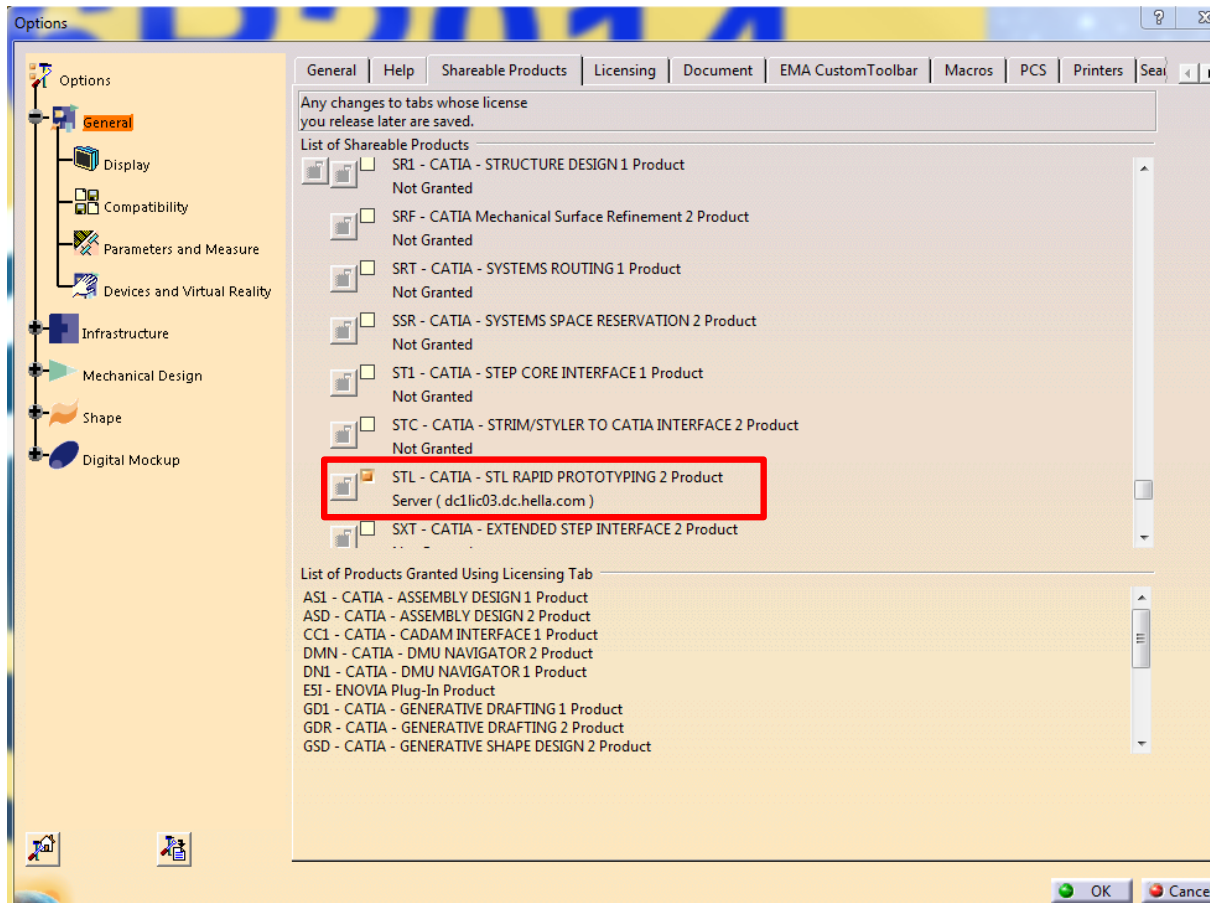 Options
Options
General
Display
Compatibility
Parameters and Measure
Devices and Virtual Reality
Infrastructure
Mechanical Design
Shape
Digital Mockup
General Help Shareable Products Licensing Document EMA CustomToolbar Macros PCS Printers
Any changes to tabs whose license
you release later are saved.
List of Shareable Products
SR1 - CATIA - STRUCTURE DESIGN 1 Product
Not Granted
SRF - CATIA Mechanical Surface Refinement 2 Product
Not Granted
SRT - CATIA - SYSTEMS ROUTING 1 Product
Not Granted
SSR - CATIA - SYSTEMS SPACE RESERVATION 2 Product
Not Granted
ST1 - CATIA - STEP CORE INTERFACE 1 Product
Not Granted
STC - CATIA - STRIM/STYLER TO CATIA INTERFACE 2 Product
Not Granted
STL - CATIA - STL RAPID PROTOTYPING 2 Product
Server ( dc1lic03.dc.hella.com )
SXT - CATIA - EXTENDED STEP INTERFACE 2 Product
List of Products Granted Using Licensing Tab
AS1 - CATIA - ASSEMBLY DESIGN 1 Product
ASD - CATIA - ASSEMBLY DESIGN 2 Product
CC1 - CATIA - CADAM INTERFACE 1 Product
DMN - CATIA - DMU NAVIGATOR 2 Product
DN1 - CATIA - DMU NAVIGATOR 1 Product
E5I - ENOVIA Plug-In Product
GD1 - CATIA - GENERATIVE DRAFTING 1 Product
GDR - CATIA - GENERATIVE DRAFTING 2 Product
GSD - CATIA - GENERATIVE SHAPE DESIGN 2 Product
OK Cance